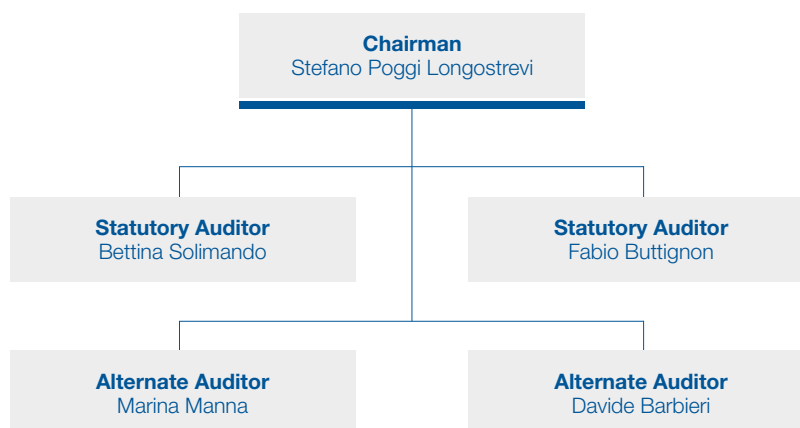 Chairman
Stefano Poggi Longostrevi
Statutory Auditor
Bettina Solimando
Statutory Auditor
Fabio Buttignon
Alternate Auditor
Marina Manna
Alternate Auditor
Davide Barbieri